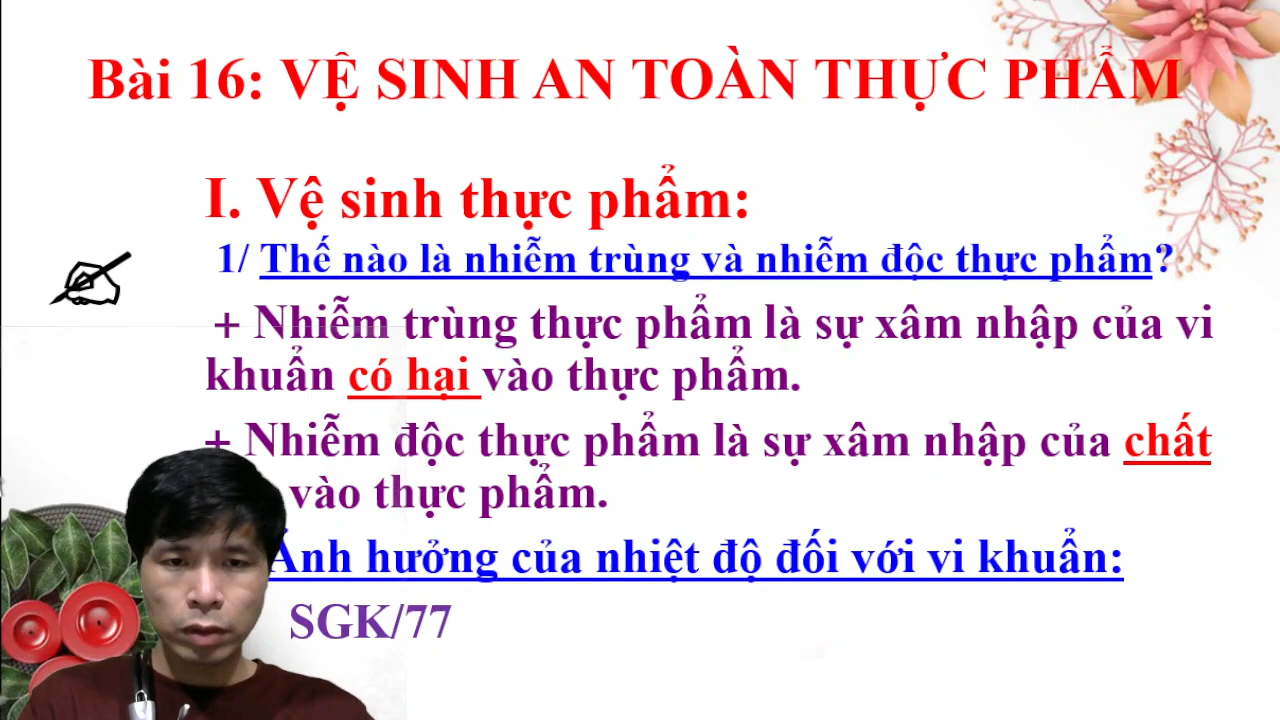 Bài 16: VỆ SINH AN TOÀN THỰC PHẨM
I. Vệ sinh thực phẩm:
1/ Thế nào là nhiễm trùng và nhiễm độc thực phẩm?
+ Nhiễm trùng thực phẩm là sự xâm nhập của vi
khuẩn có hại vào thực phẩm.
+ Nhiễm độc thực phẩm là sự xâm nhập của chất
vào thực phẩm.
Ảnh hưởng của nhiệt độ đối với vi khuẩn:
SGK/77